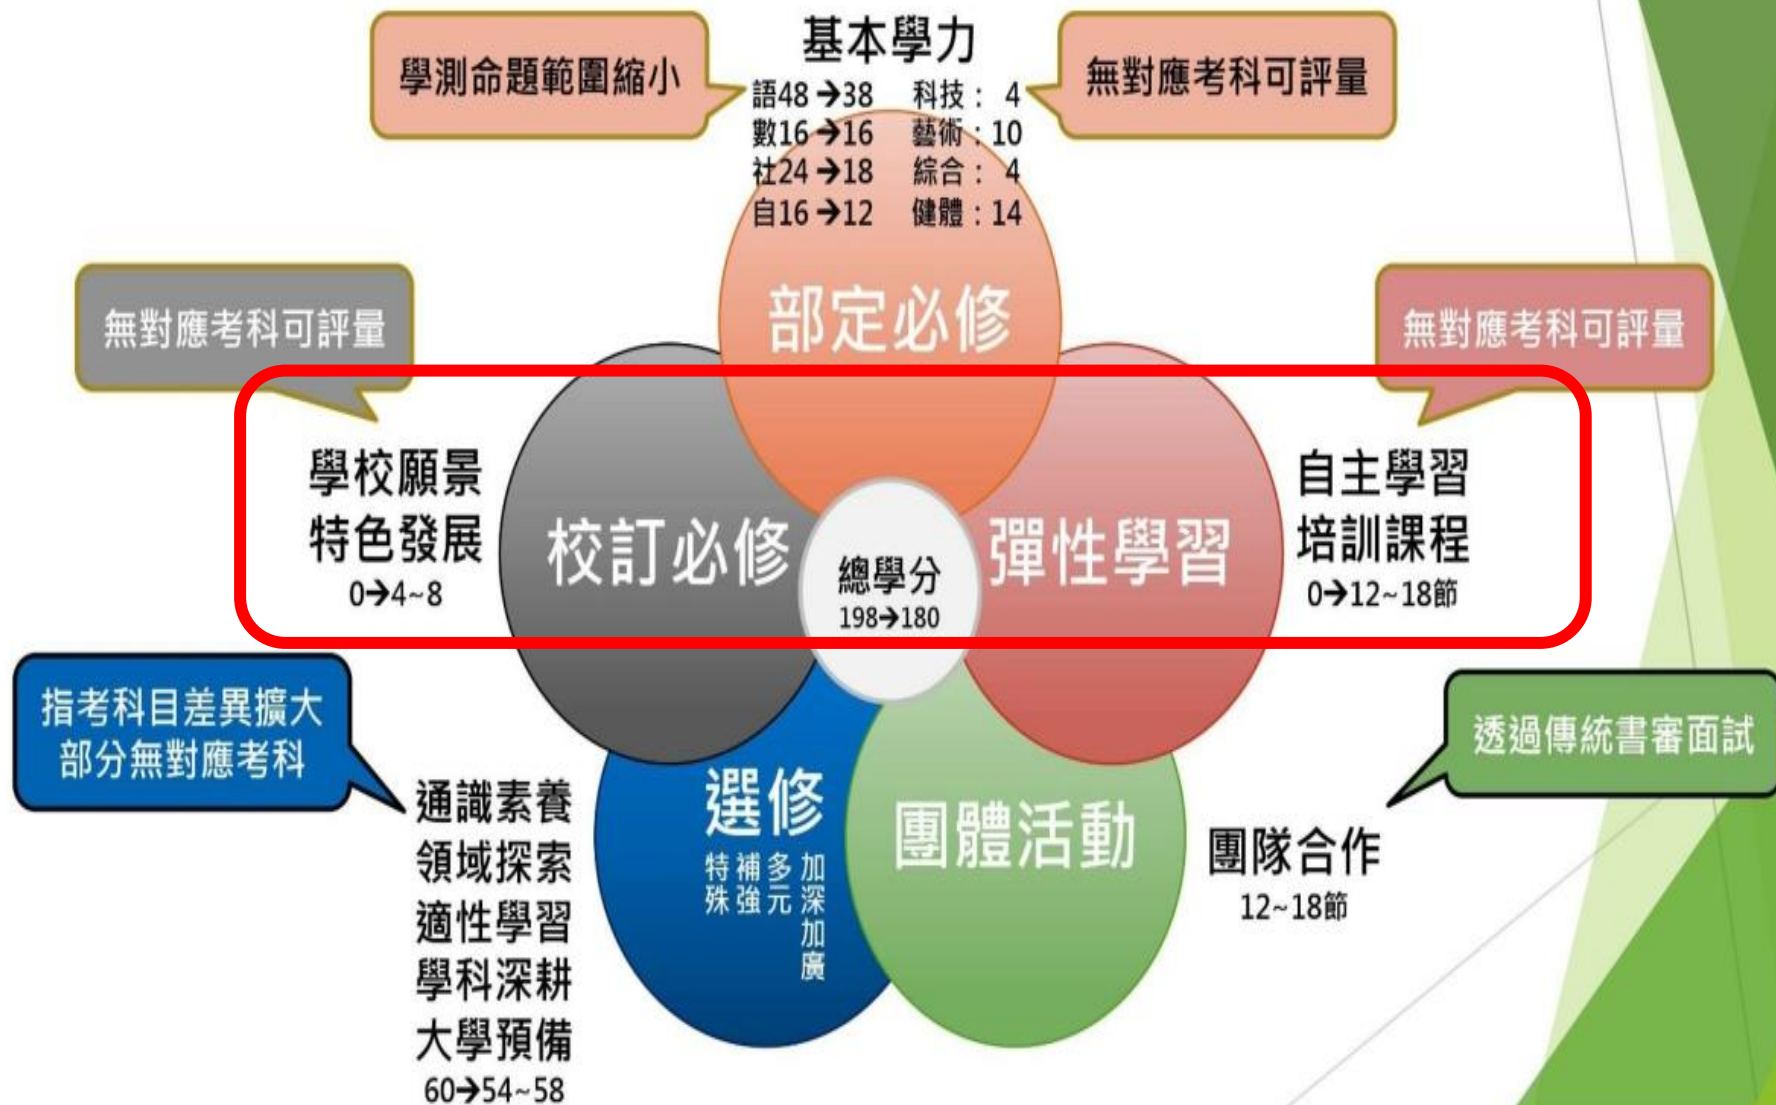 基本學力
學測命題範圍縮小
無對應考科可評量
語48→38 科技：4
數16→16 藝術：10
社24→18 綜合：4
自16→12 健體：14
部定必修
無對應考科可評量
無對應考科可評量
學校願景
特色發展
0→4~8
校訂必修
總學分
198→180
彈性學習
自主學習
培訓課程
0→12~18節
指考科目差異擴大
部分無對應考科
通識素養
領域探索
適性學習
學科深耕
大學預備
60→54~58
選修
加深加廣
多元
補強
特殊
團體活動
團隊合作
12~18節
透過傳統書審面試